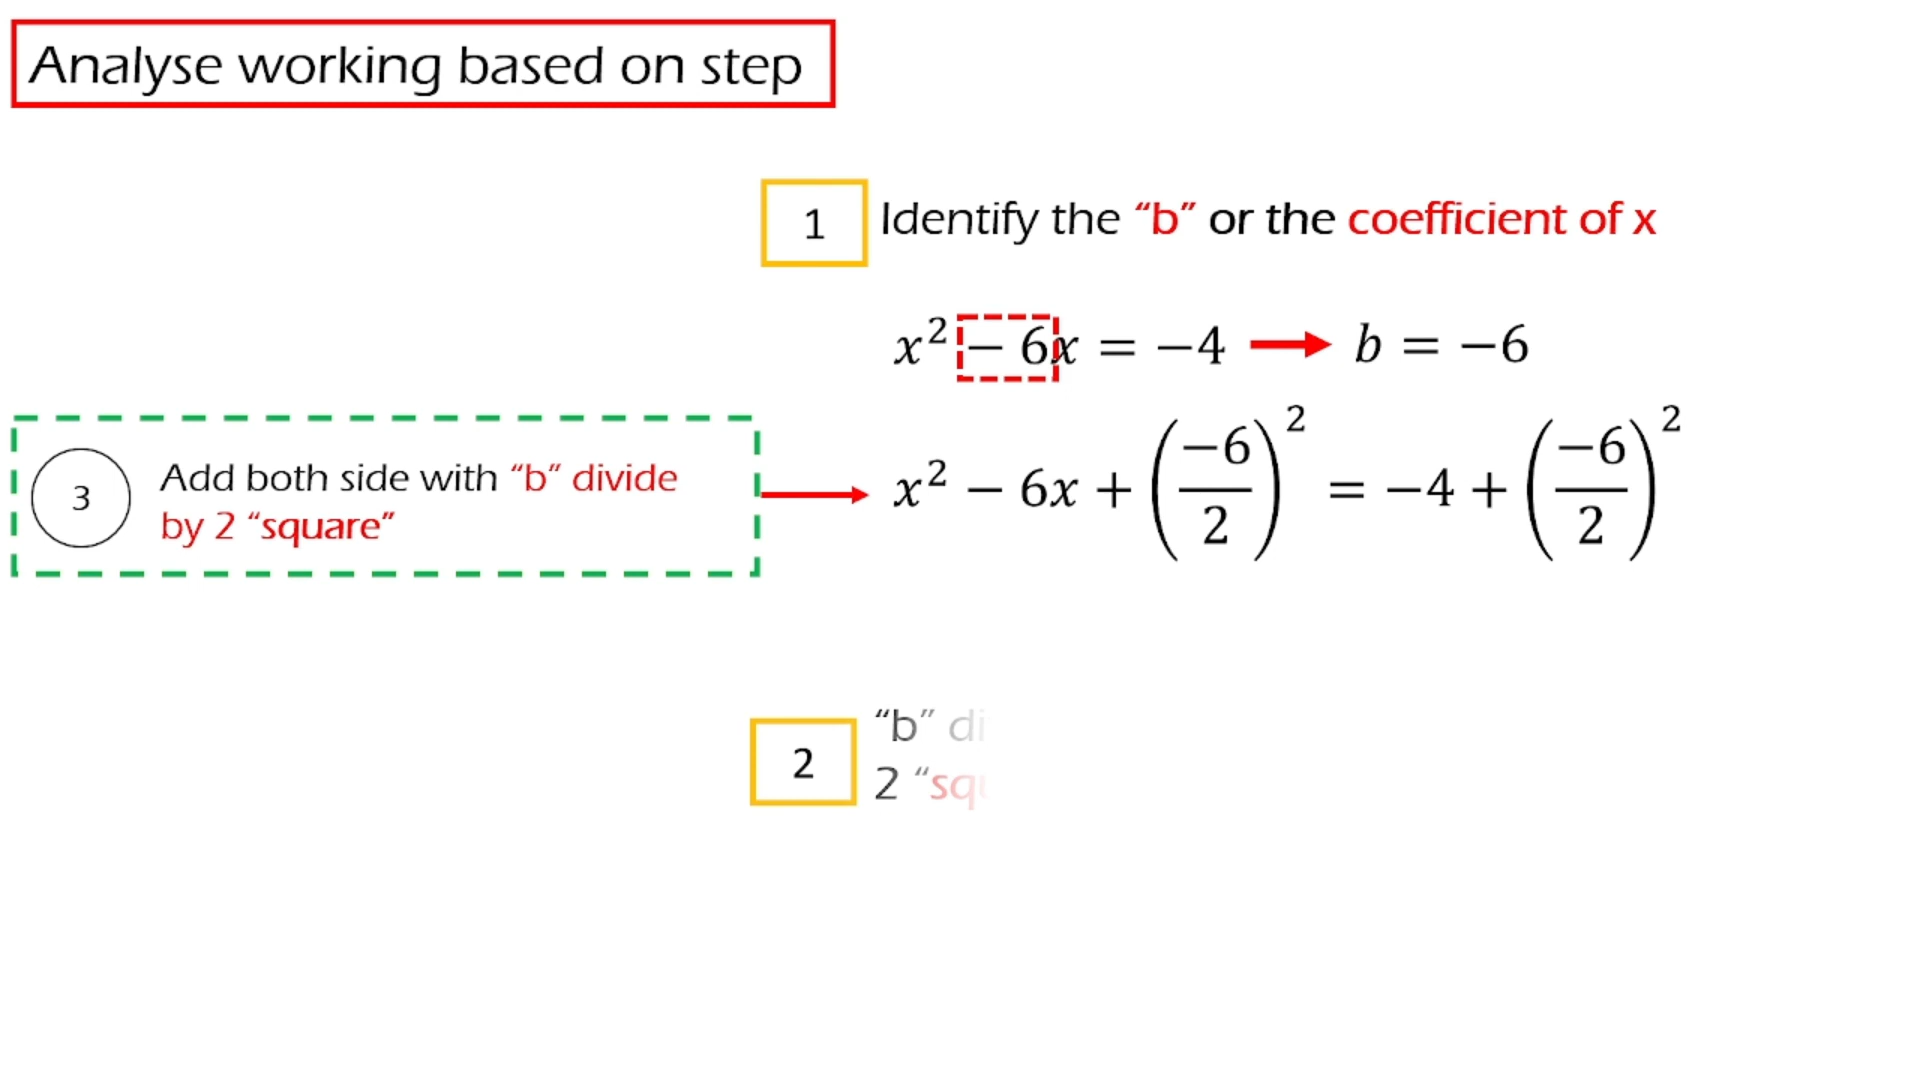 Analyse working based on step
1 Identify the “b” or the coefficient of x
x² − 6x = −4 → b = −6
3 Add both side with “b” divide
by 2 “square”
x² − 6x + (−6/2)² = −4 + (−6/2)²
2
“b”
2